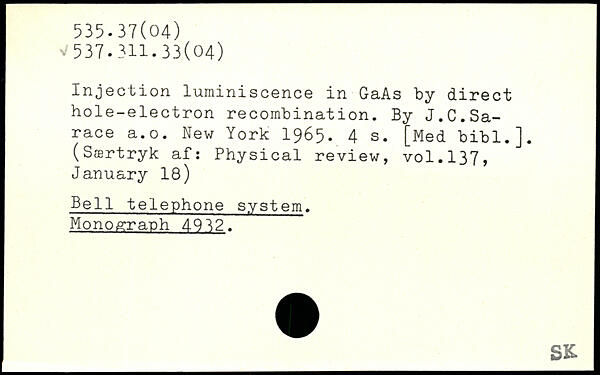 535.37(04)
√537.311.33(04)
Injection luminiscence in GaAs by direct
hole-electron recombination. By J.C.Sa-
race a.o. New York 1965. 4 s. [Med bibl.].
(Særtryk af: Physical review, vol.137,
January 18)
Bell telephone system.
Monograph 4932.
SK